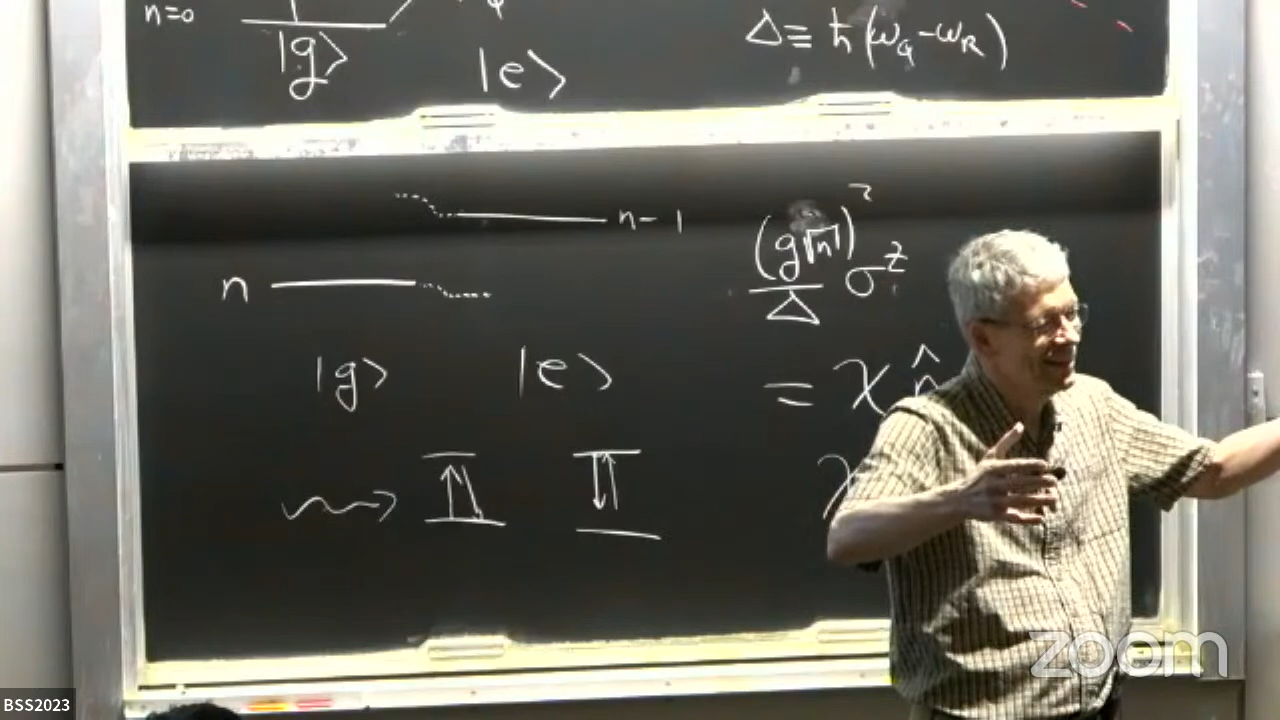 n=0
|g⟩ |e⟩ Δ≡ ħ(ω_q-ω_R)
n-1
n
(g√n)²/Δ σ^z
|g⟩ |e⟩ = χ n̂
χ
BSS2023
zoom